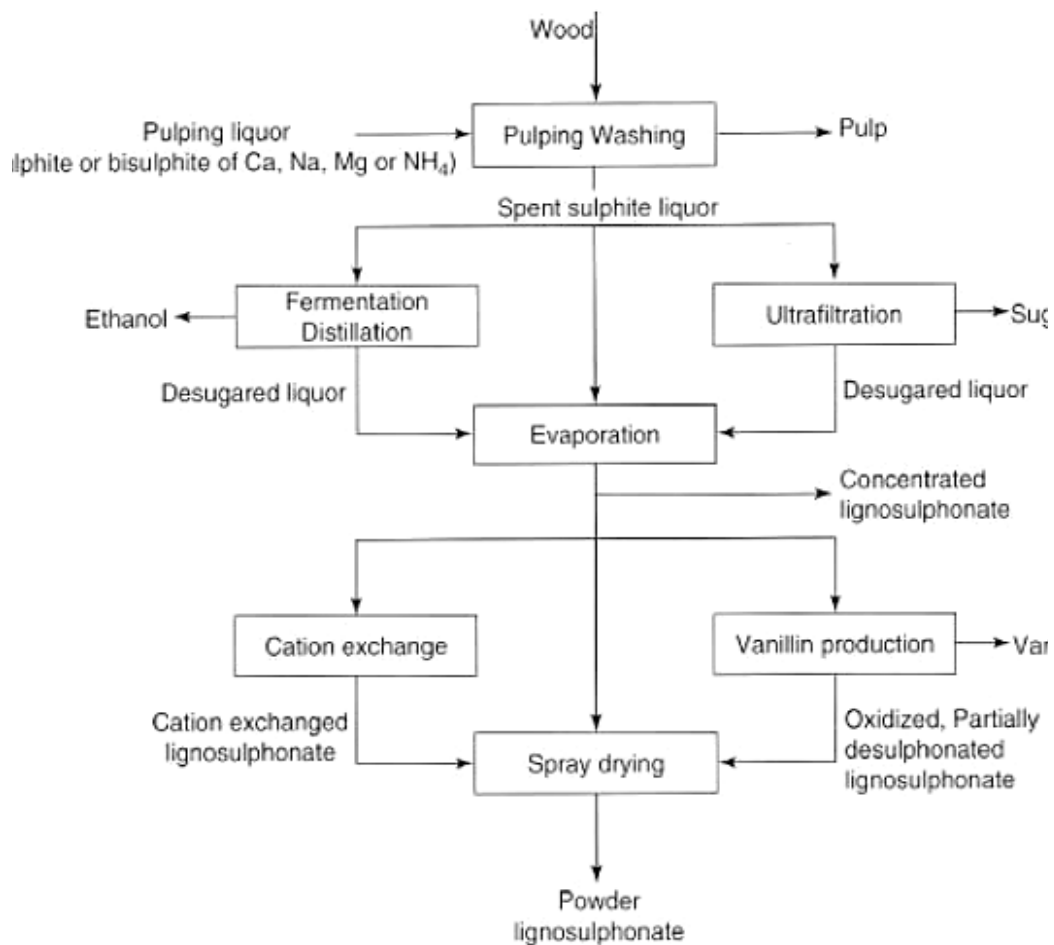 Wood
Pulping liquor
lphite or bisulphite of Ca, Na, Mg or NH₄)
Pulping Washing
Pulp
Spent sulphite liquor
Ethanol
Fermentation
Distillation
Ultrafiltration
Sug
Desugared liquor
Desugared liquor
Evaporation
Concentrated
lignosulphonate
Cation exchange
Vanillin production
Van
Cation exchanged
lignosulphonate
Oxidized, Partially
desulphonated
lignosulphonate
Spray drying
Powder
lignosulphonate